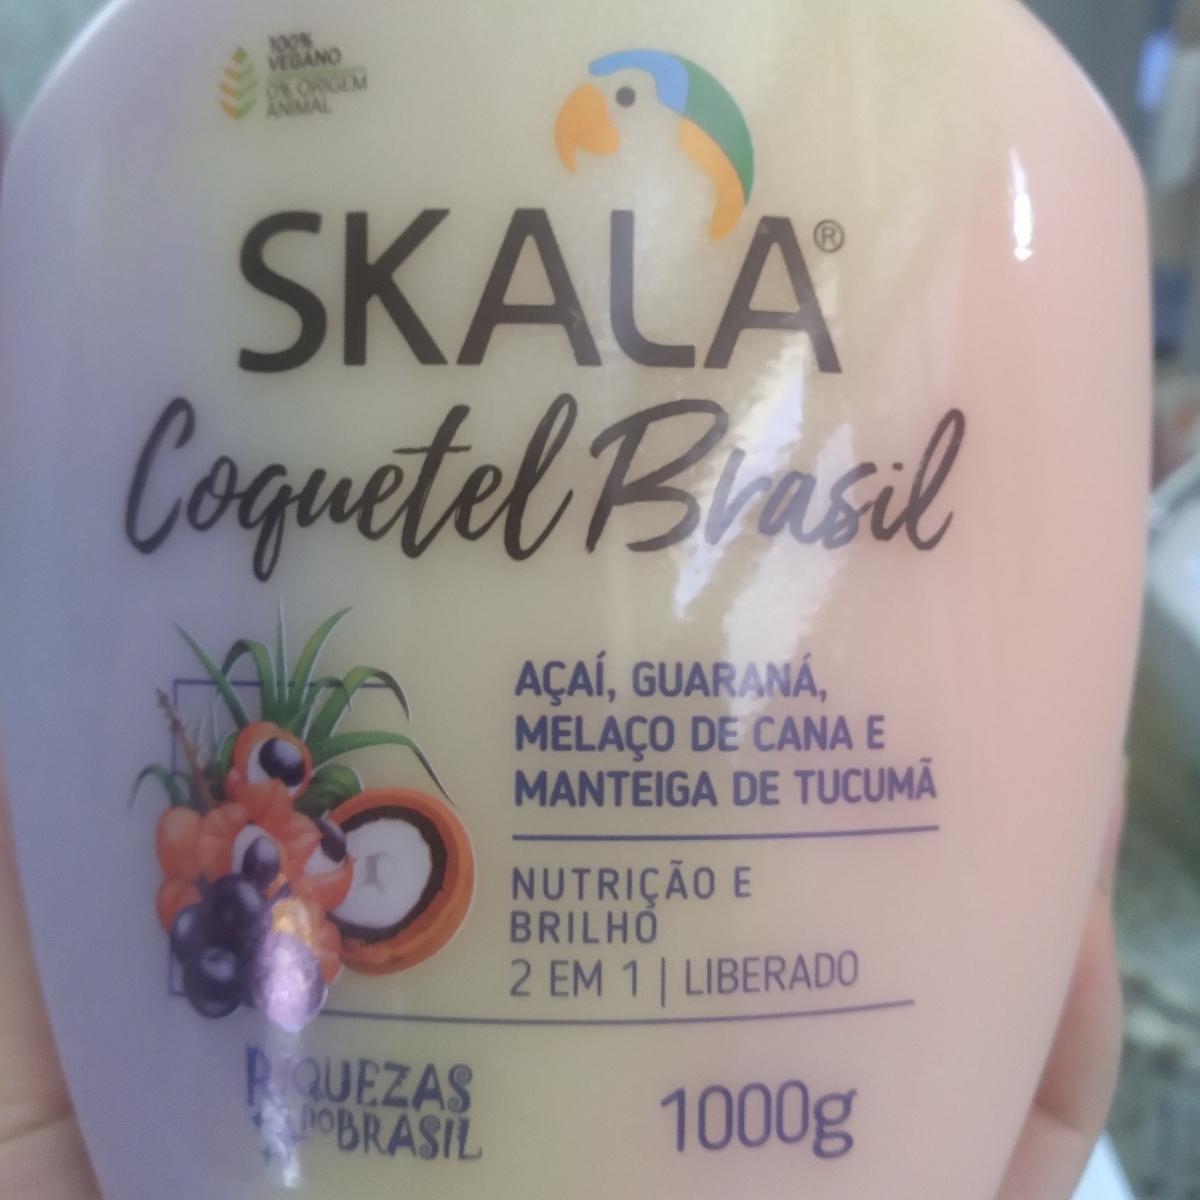 100%
VEGANO
0% ORIGEM
ANIMAL
SKALA®
Coquetel Brasil
AÇAÍ, GUARANÁ,
MELAÇO DE CANA E
MANTEIGA DE TUCUMÃ
NUTRIÇÃO E
BRILHO
2 EM 1 | LIBERADO
RIQUEZAS
DO BRASIL
1000g